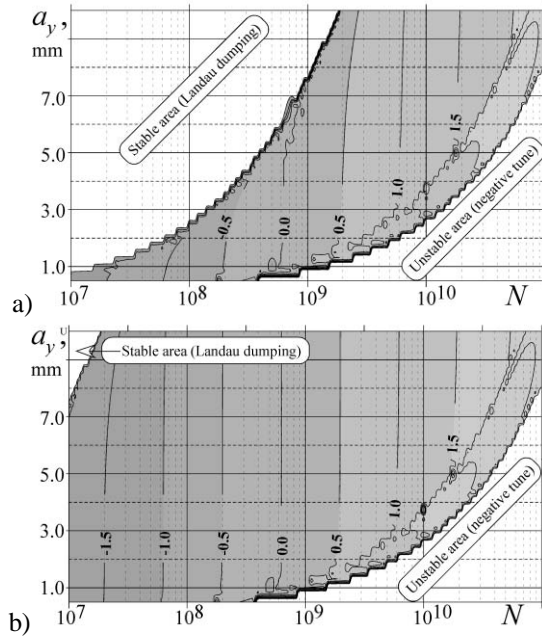 a_y,
mm
Stable area (Landau dumping)
7.0
5.0
3.0
1.0
-0.5
0.0
0.5
1.0
1.5
Unstable area (negative tune)
a)
10^7
10^8
10^9
10^10
N
a_y,
mm
Stable area (Landau dumping)
7.0
5.0
3.0
1.0
-1.5
-1.0
-0.5
0.0
0.5
1.0
1.5
Unstable area (negative tune)
b)
10^7
10^8
10^9
10^10
N